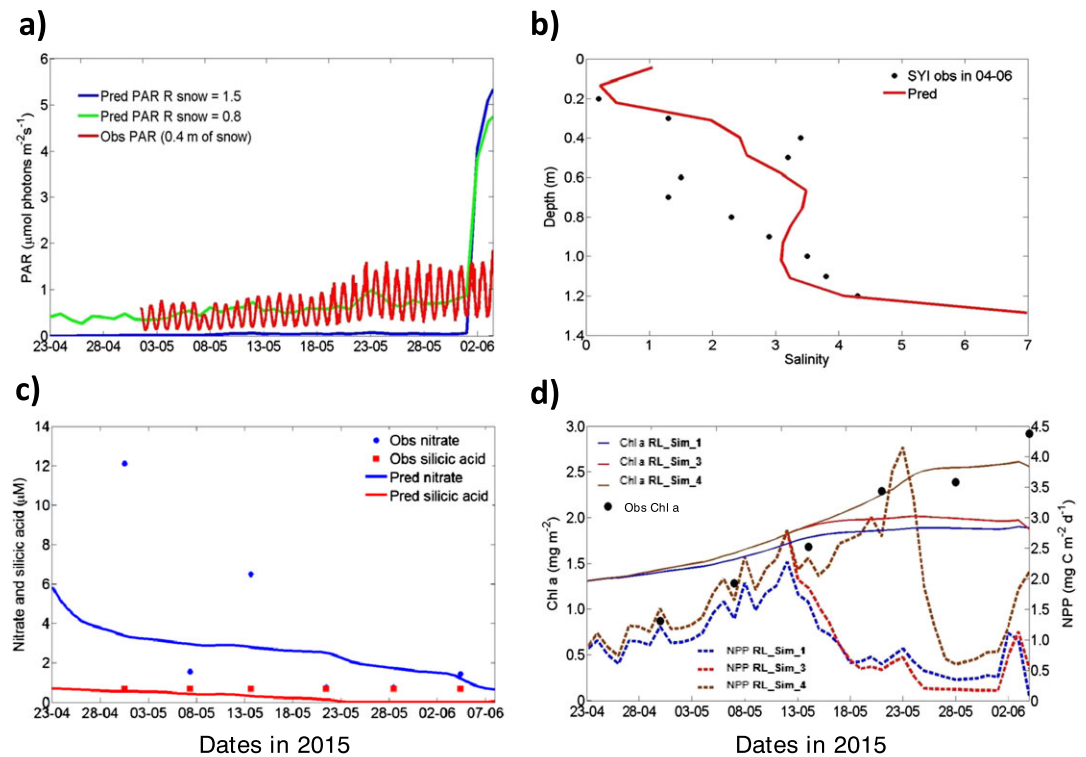 a)
6
5
4
3
2
1
0
PAR (μmol photons m-2s-1)
Pred PAR R snow = 1.5
Pred PAR R snow = 0.8
Obs PAR (0.4 m of snow)
23-04 28-04 03-05 08-05 13-05 18-05 23-05 28-05 02-06
b)
0
0.2
0.4
0.6
0.8
1.0
1.2
1.4
Depth (m)
SYI obs in 04-06
Pred
0 1 2 3 4 5 6 7
Salinity
c)
14
12
10
8
6
4
2
0
Nitrate and silicic acid (μM)
Obs nitrate
Obs silicic acid
Pred nitrate
Pred silicic acid
23-04 28-04 03-05 08-05 13-05 18-05 23-05 28-05 02-06 07-06
Dates in 2015
d)
3.0
2.5
2.0
1.5
1.0
0.5
0
Chl a (mg m-2)
Chl a RL_Sim_1
Chl a RL_Sim_3
Chl a RL_Sim_4
Obs Chl a
NPP RL_Sim_1
NPP RL_Sim_3
NPP RL_Sim_4
4.5
4.0
3.5
3.0
2.5
2.0
1.5
1.0
0.5
0
NPP (mg C m-2 d-1)
23-04 28-04 03-05 08-05 13-05 18-05 23-05 28-05 02-06
Dates in 2015